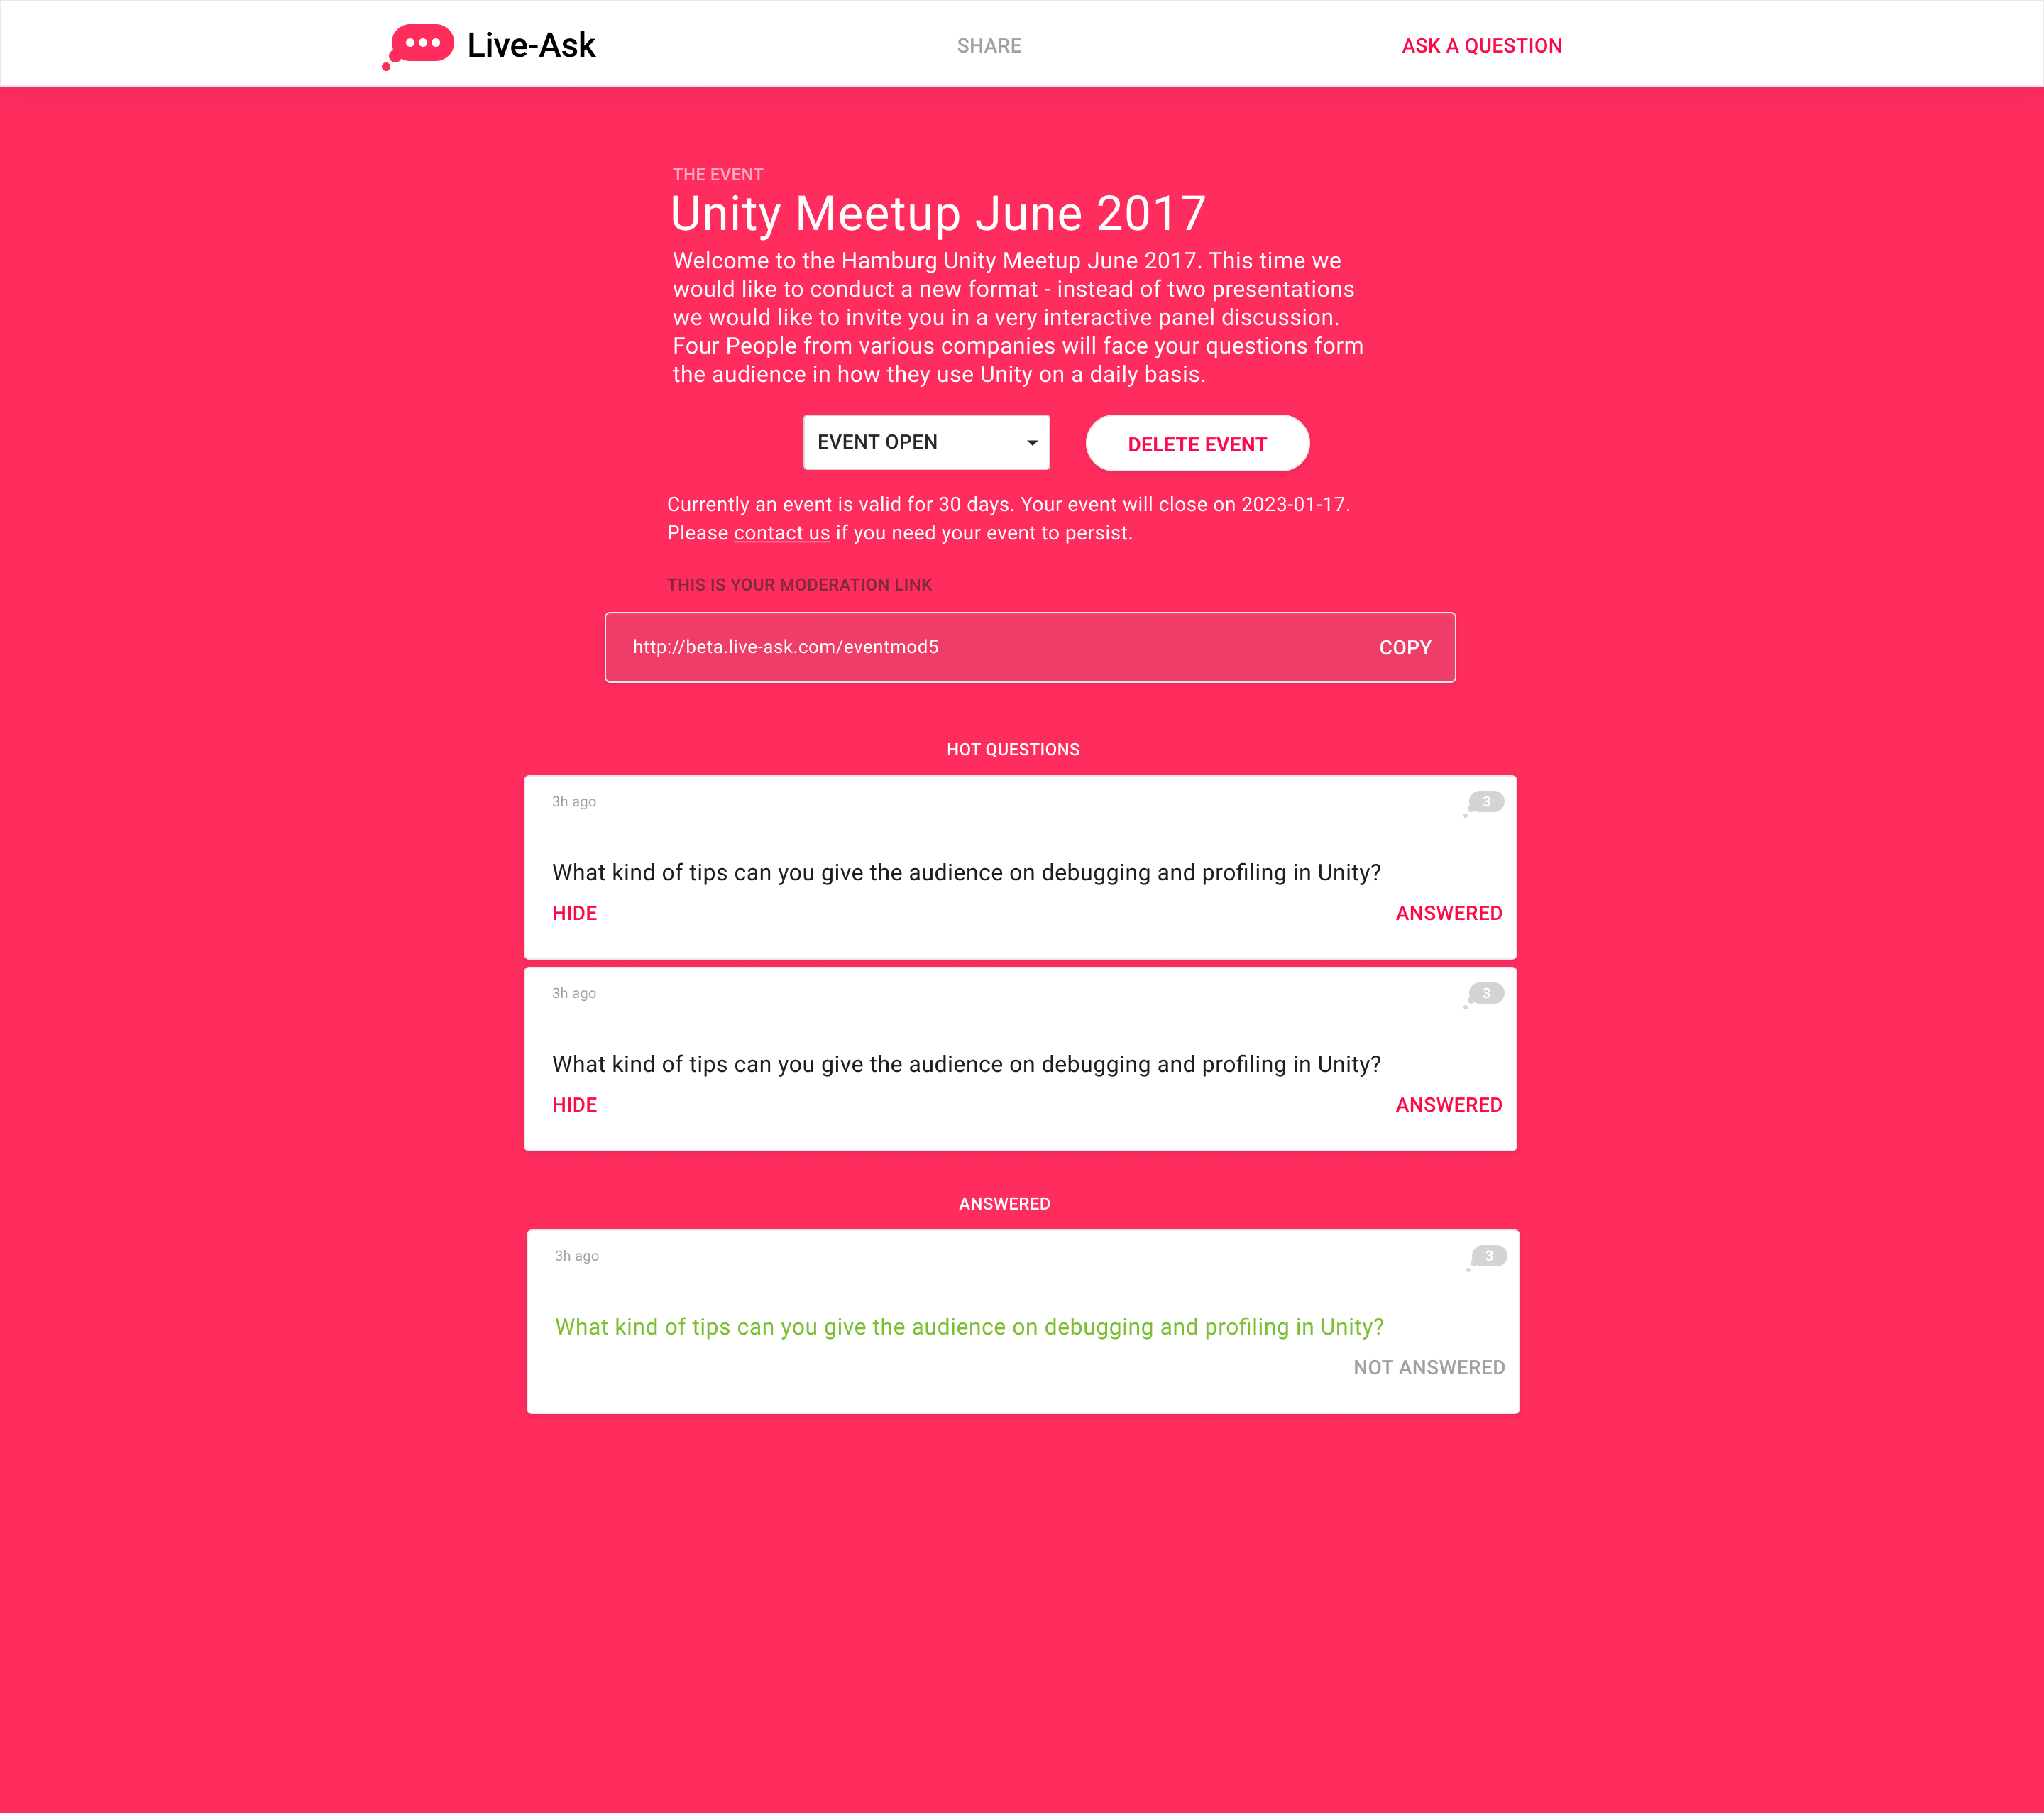 Live-Ask
SHARE
ASK A QUESTION
THE EVENT
Unity Meetup June 2017
Welcome to the Hamburg Unity Meetup June 2017. This time we
would like to conduct a new format - instead of two presentations
we would like to invite you in a very interactive panel discussion.
Four People from various companies will face your questions form
the audience in how they use Unity on a daily basis.
EVENT OPEN
DELETE EVENT
Currently an event is valid for 30 days. Your event will close on 2023-01-17.
Please contact us if you need your event to persist.
THIS IS YOUR MODERATION LINK
http://beta.live-ask.com/eventmod5
COPY
HOT QUESTIONS
3h ago
3
What kind of tips can you give the audience on debugging and profiling in Unity?
HIDE
ANSWERED
3h ago
3
What kind of tips can you give the audience on debugging and profiling in Unity?
HIDE
ANSWERED
ANSWERED
3h ago
3
What kind of tips can you give the audience on debugging and profiling in Unity?
NOT ANSWERED